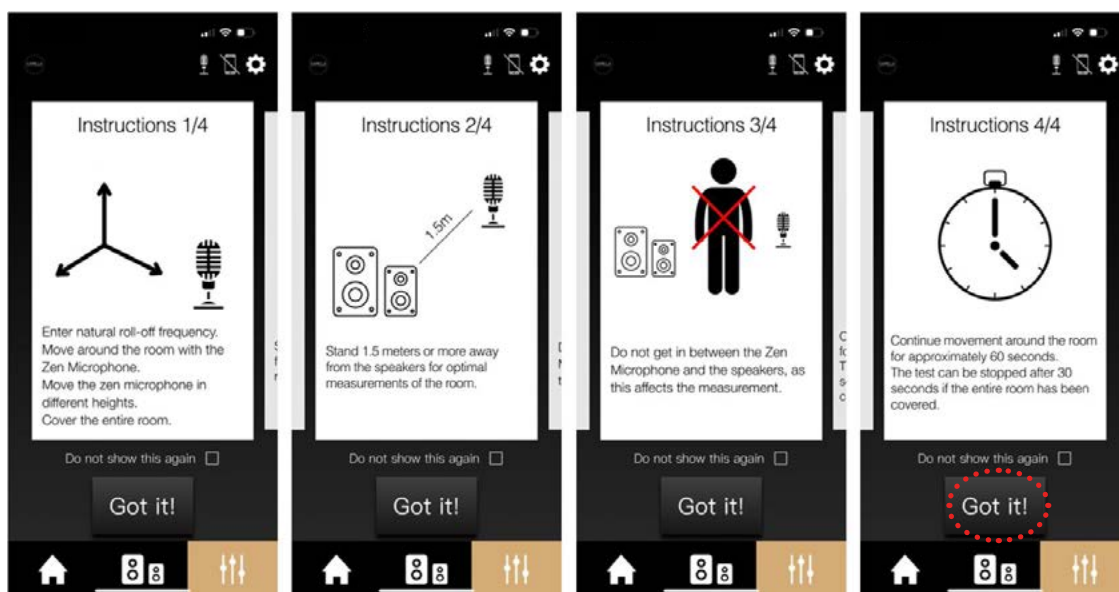 Instructions 1/4
Enter natural roll-off frequency.
Move around the room with the
Zen Microphone.
Move the zen microphone in
different heights.
Cover the entire room.
Do not show this again
Got it!
Instructions 2/4
1.5m
Stand 1.5 meters or more away
from the speakers for optimal
measurements of the room.
Do not show this again
Got it!
Instructions 3/4
Do not get in between the Zen
Microphone and the speakers, as
this affects the measurement.
Do not show this again
Got it!
Instructions 4/4
Continue movement around the room
for approximately 60 seconds.
The test can be stopped after 30
seconds if the entire room has been
covered.
Do not show this again
Got it!